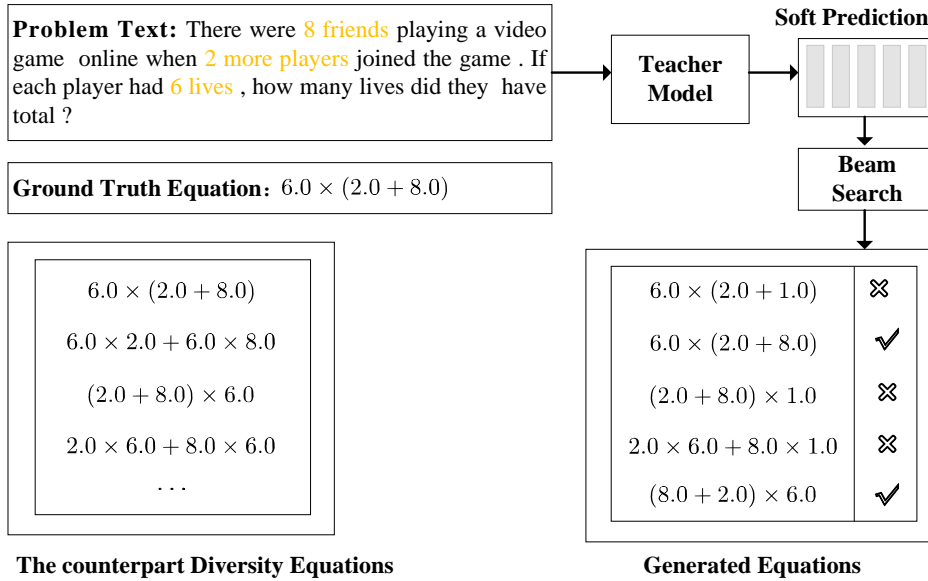 Problem Text: There were 8 friends playing a video
game online when 2 more players joined the game . If
each player had 6 lives , how many lives did they have
total ?
Teacher
Model
Soft Prediction
Beam
Search
Ground Truth Equation: 6.0 × (2.0 + 8.0)
6.0 × (2.0 + 8.0)
6.0 × 2.0 + 6.0 × 8.0
(2.0 + 8.0) × 6.0
2.0 × 6.0 + 8.0 × 6.0
...
The counterpart Diversity Equations
6.0 × (2.0 + 1.0)
6.0 × (2.0 + 8.0)
(2.0 + 8.0) × 1.0
2.0 × 6.0 + 8.0 × 1.0
(8.0 + 2.0) × 6.0
Generated Equations